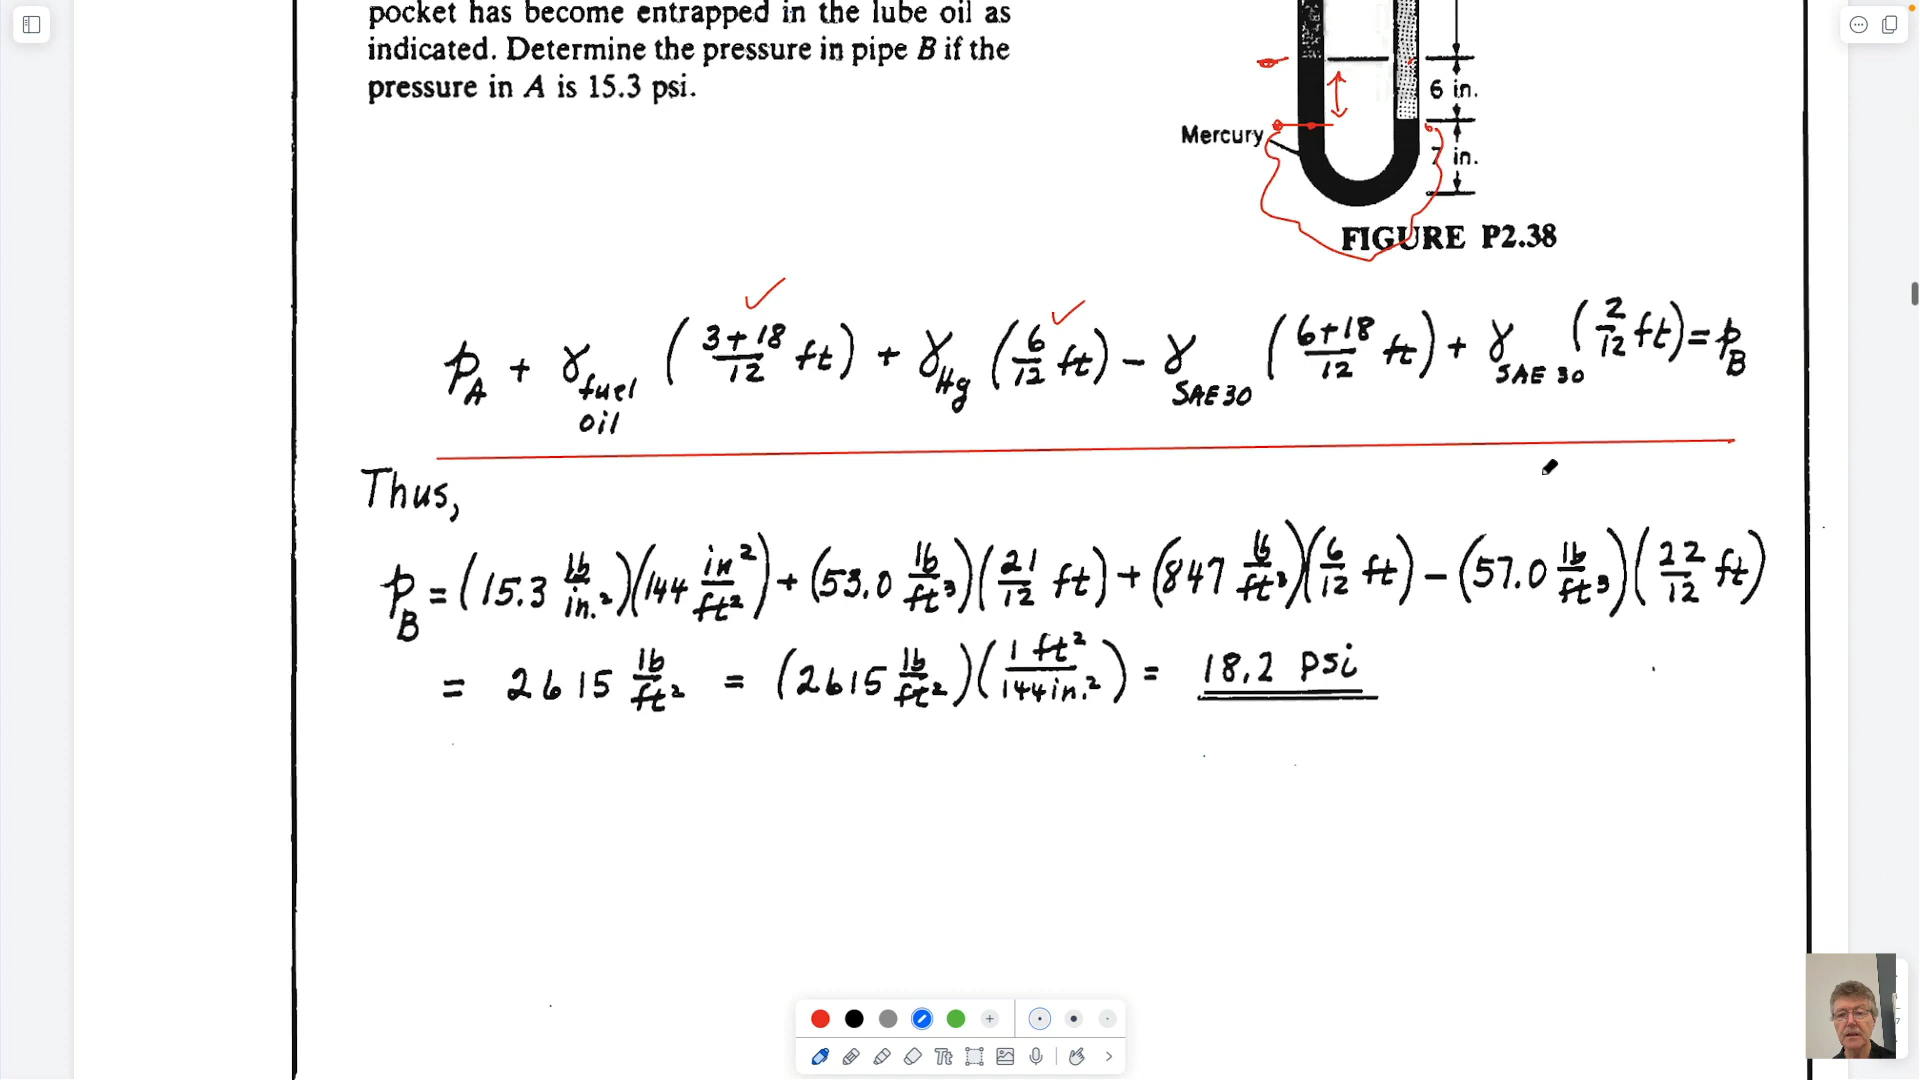 pocket has become entrapped in the lube oil as
indicated. Determine the pressure in pipe B if the
pressure in A is 15.3 psi.
6 in.
Mercury
7 in.
FIGURE P2.38
p_A + γ_fuel oil (3+18/12 ft) + γ_Hg (6/12 ft) − γ_SAE30 (6+18/12 ft) + γ_SAE 30 (2/12 ft) = p_B
Thus,
p_B = (15.3 lb/in.²)(144 in²/ft²) + (53.0 lb/ft³)(21/12 ft) + (847 lb/ft³)(6/12 ft) − (57.0 lb/ft³)(22/12 ft)
= 2615 lb/ft² = (2615 lb/ft²)(1 ft²/144 in.²) = 18.2 psi
Tt